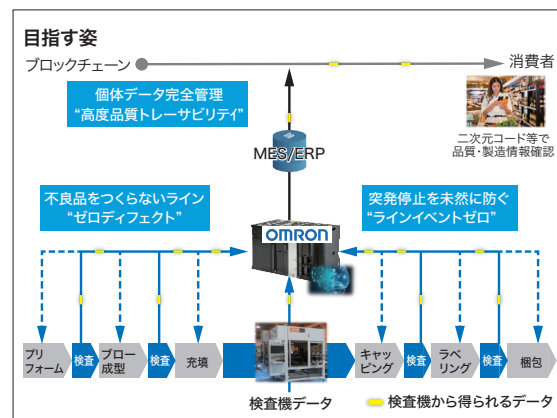 目指す姿
ブロックチェーン
消費者
個体データ完全管理
“高度品質トレーサビリティ”
二次元コード等で
品質・製造情報確認
MES/ERP
不良品をつくらないライン
“ゼロディフェクト”
突発停止を未然に防ぐ
“ラインイベントゼロ”
OMRON
プリ
フォーム
検査
ブロー
成型
検査
充填
キャッ
ピング
検査
ラベ
リング
検査
梱包
検査機データ
検査機から得られるデータ